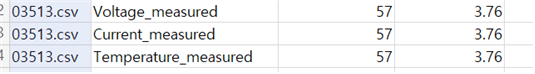 03513.csv Voltage_measured 57 3.76
03513.csv Current_measured 57 3.76
03513.csv Temperature_measured 57 3.76